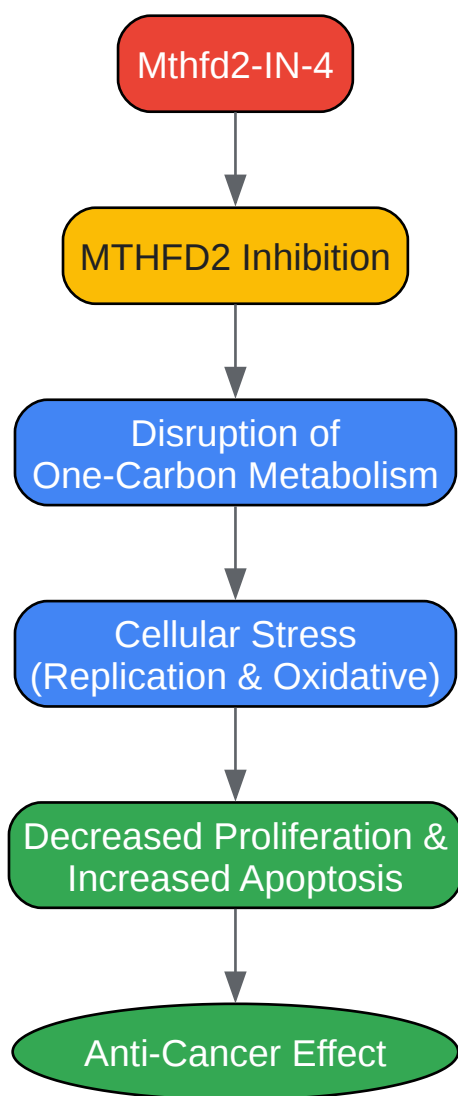 Mthfd2-IN-4
MTHFD2 Inhibition
Disruption of
One-Carbon Metabolism
Cellular Stress
(Replication & Oxidative)
Decreased Proliferation &
Increased Apoptosis
Anti-Cancer Effect